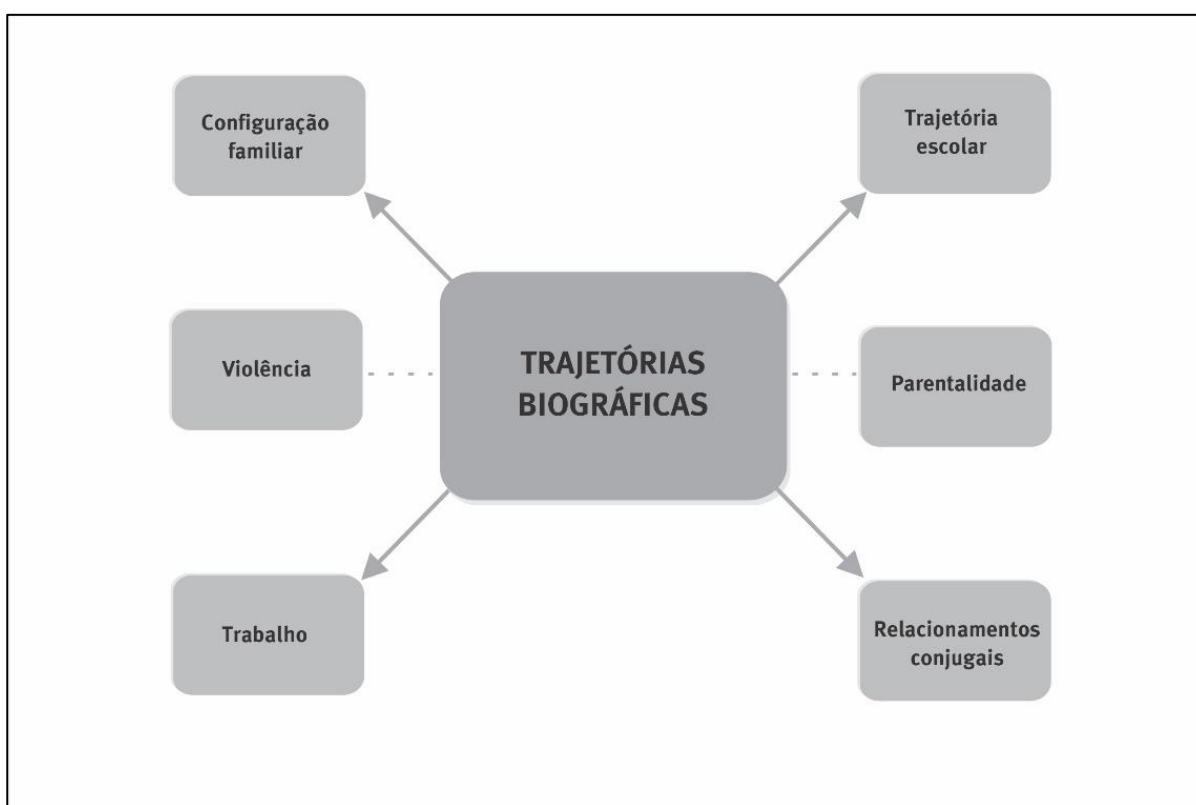 Configuração
familiar
Trajetória
escolar
Violência
TRAJETÓRIAS
BIOGRÁFICAS
Parentalidade
Trabalho
Relacionamentos
conjugais